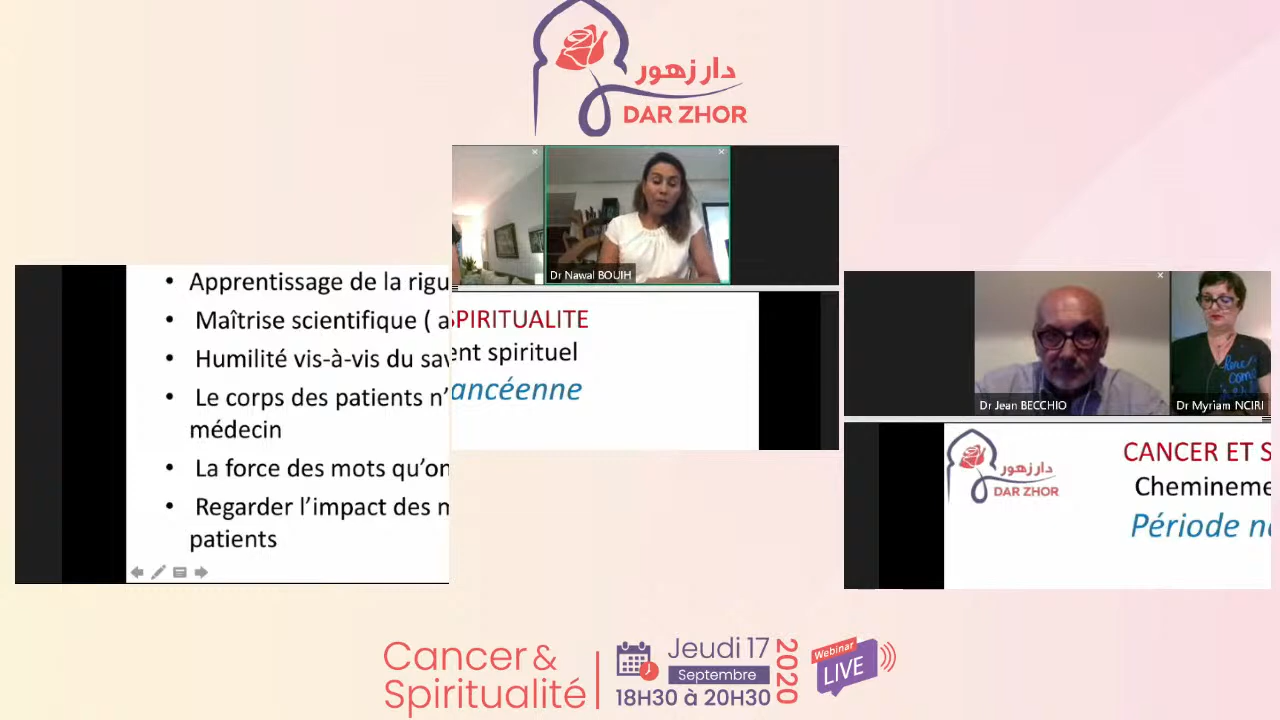 دار زهور
DAR ZHOR
Dr Nawal BOUIH
• Apprentissage de la rigu
• Maîtrise scientifique ( a
• Humilité vis-à-vis du sav
• Le corps des patients n’
médecin
• La force des mots qu’on
• Regarder l’impact des m
patients
SPIRITUALITE
ent spirituel
ancéenne
Dr Jean BECCHIO
Dr Myriam NCIRI
دار زهور
DAR ZHOR
CANCER ET S
Chemineme
Période n
Cancer &
Spiritualité
Jeudi 17
Septembre
2020
18H30 à 20H30
Webinar
LIVE